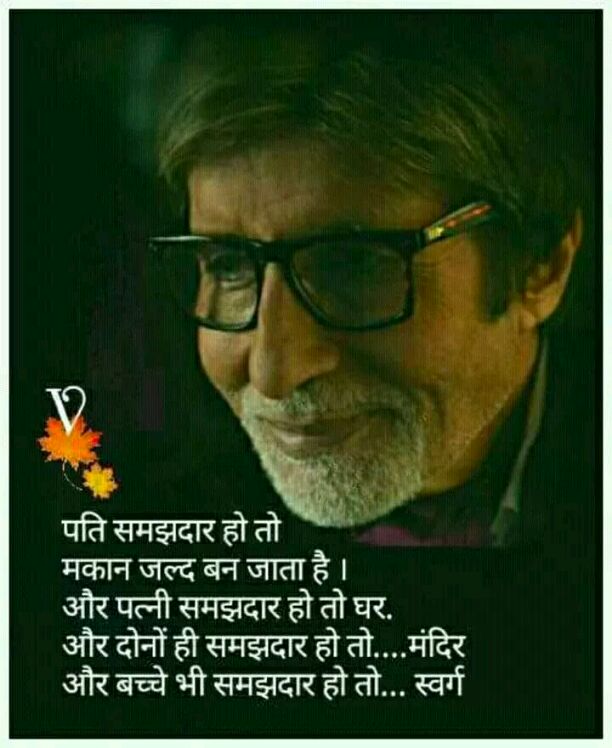 V
पति समझदार हो तो
मकान जल्द बन जाता है ।
और पत्नी समझदार हो तो घर.
और दोनों ही समझदार हो तो....मंदिर
और बच्चे भी समझदार हो तो... स्वर्ग